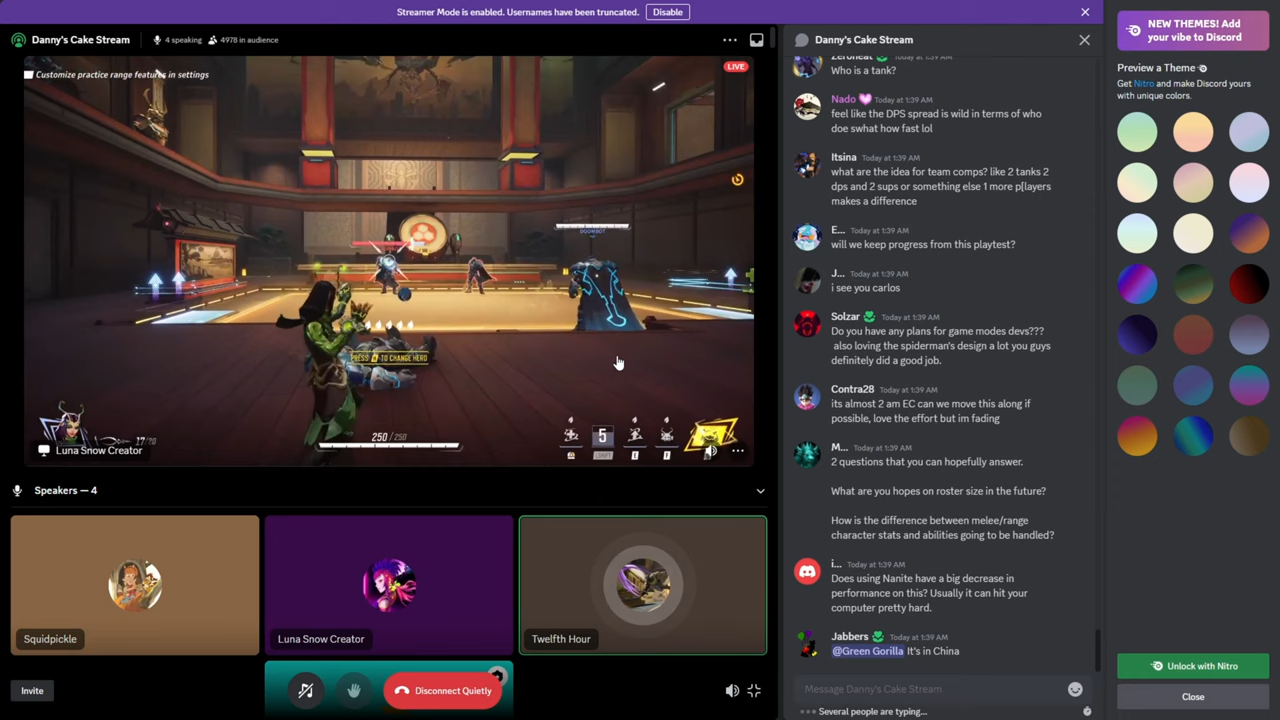 Streamer Mode is enabled. Usernames have been truncated.
Disable
Danny's Cake Stream
4 speaking
4978 in audience
Customize practice range features in settings
LIVE
DOOMBOT
PRESS
TO CHANGE HERO
250 / 250
5
SHIFT
E
F
Luna Snow Creator
Speakers — 4
Squidpickle
Luna Snow Creator
Twelfth Hour
Invite
Disconnect Quietly
Danny's Cake Stream
Today at 1:39 AM
Who is a tank?
Nado Today at 1:39 AM
feel like the DPS spread is wild in terms of who
doe swhat how fast lol
Itsina Today at 1:39 AM
what are the idea for team comps? like 2 tanks 2
dps and 2 sups or something else 1 more p[layers
makes a difference
E... Today at 1:39 AM
will we keep progress from this playtest?
J... Today at 1:39 AM
i see you carlos
Solzar Today at 1:39 AM
Do you have any plans for game modes devs???
also loving the spiderman's design a lot you guys
definitely did a good job.
Contra28 Today at 1:39 AM
its almost 2 am EC can we move this along if
possible, love the effort but im fading
M... Today at 1:39 AM
2 questions that you can hopefully answer.
What are you hopes on roster size in the future?
How is the difference between melee/range
character stats and abilities going to be handled?
i... Today at 1:39 AM
Does using Nanite have a big decrease in
performance on this? Usually it can hit your
computer pretty hard.
Jabbers Today at 1:39 AM
@Green Gorilla It's in China
Message Danny's Cake Stream
Several people are typing...
NEW THEMES! Add
your vibe to Discord
Preview a Theme
Get Nitro and make Discord yours
with unique colors.
Unlock with Nitro
Close